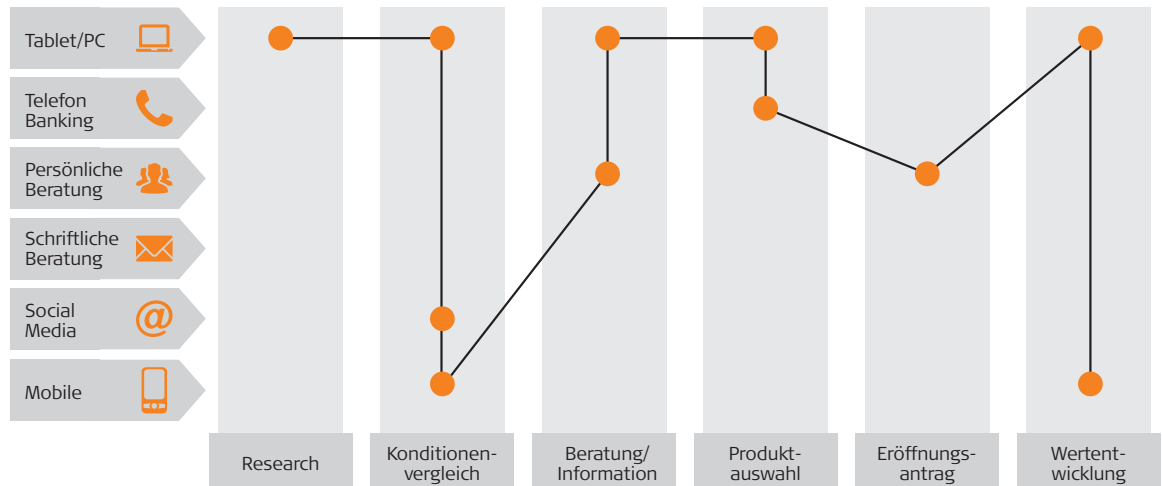 Tablet/PC
Telefon
Banking
Persönliche
Beratung
Schriftliche
Beratung
Social
Media
@
Mobile
Research
Konditionen-
vergleich
Beratung/
Information
Produkt-
auswahl
Eröffnungs-
antrag
Wertent-
wicklung